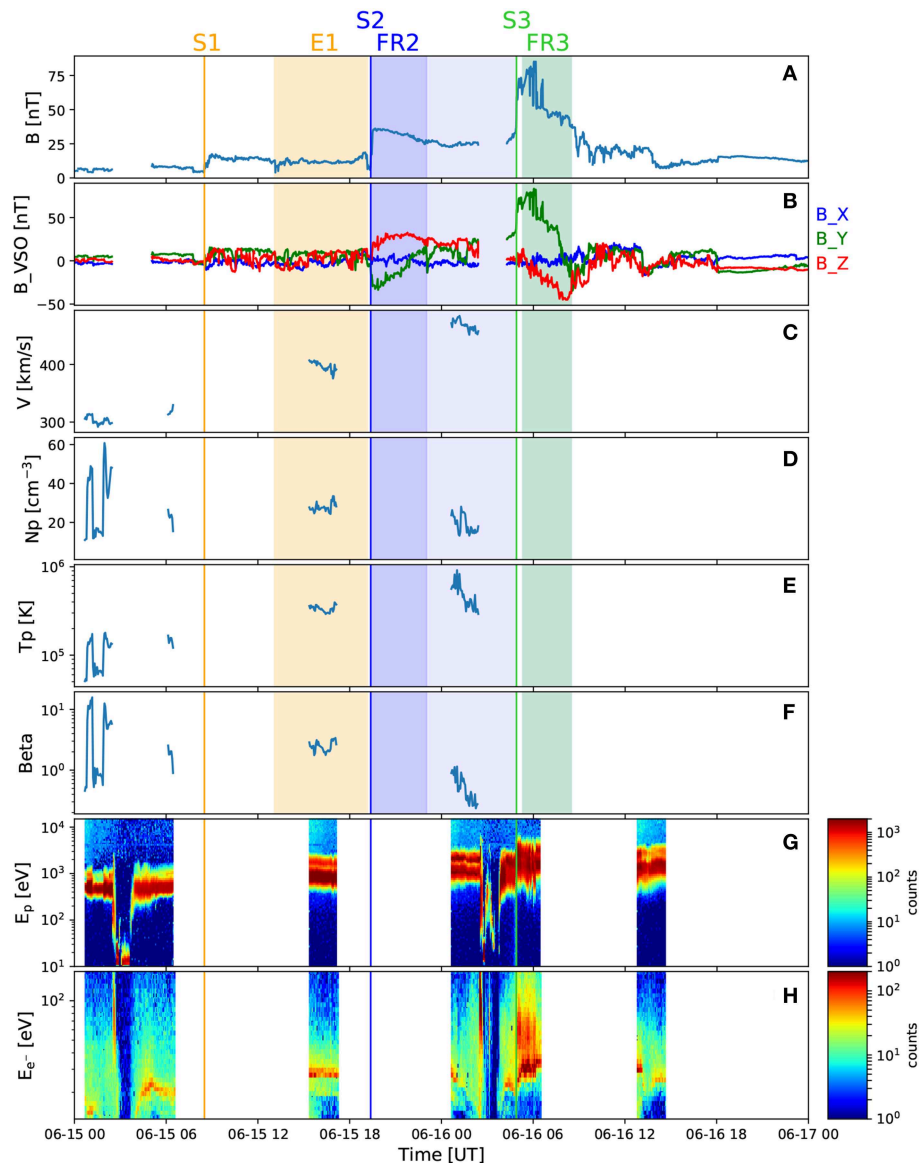 S2 S3
S1 E1 FR2 FR3
A
B [nT]
75
50
25
0
B
B_VSO [nT]
50
0
−50
B_X
B_Y
B_Z
C
V [km/s]
400
300
D
Np [cm⁻³]
60
40
20
E
Tp [K]
10⁶
10⁵
F
Beta
10¹
10⁰
G
E_p [eV]
10⁴
10³
10²
10¹
10³
10²
10¹
10⁰
counts
H
E_e⁻ [eV]
10²
10²
10¹
10⁰
counts
06-15 00 06-15 06 06-15 12 06-15 18 06-16 00 06-16 06 06-16 12 06-16 18 06-17 00
Time [UT]